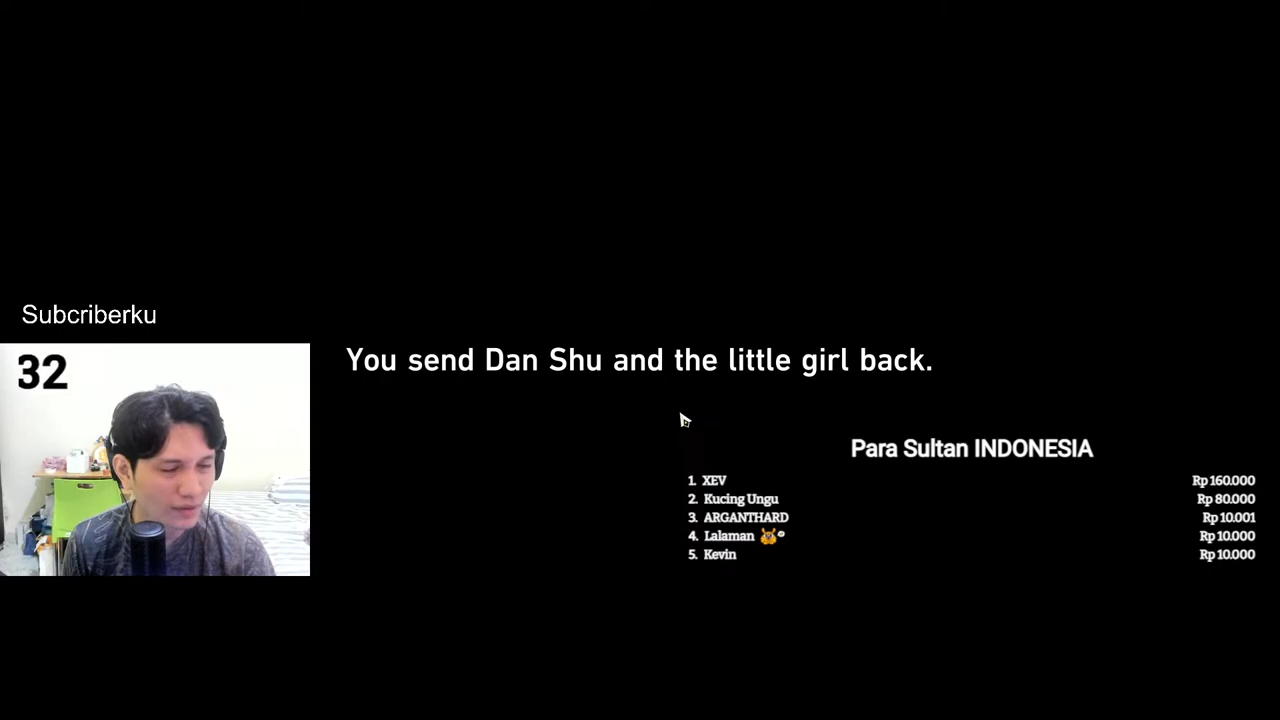 Subcriberku
32
You send Dan Shu and the little girl back.
Para Sultan INDONESIA
1. XEV Rp 160.000
2. Kucing Ungu Rp 80.000
3. ARGANTHARD Rp 10.001
4. Lalaman Rp 10.000
5. Kevin Rp 10.000